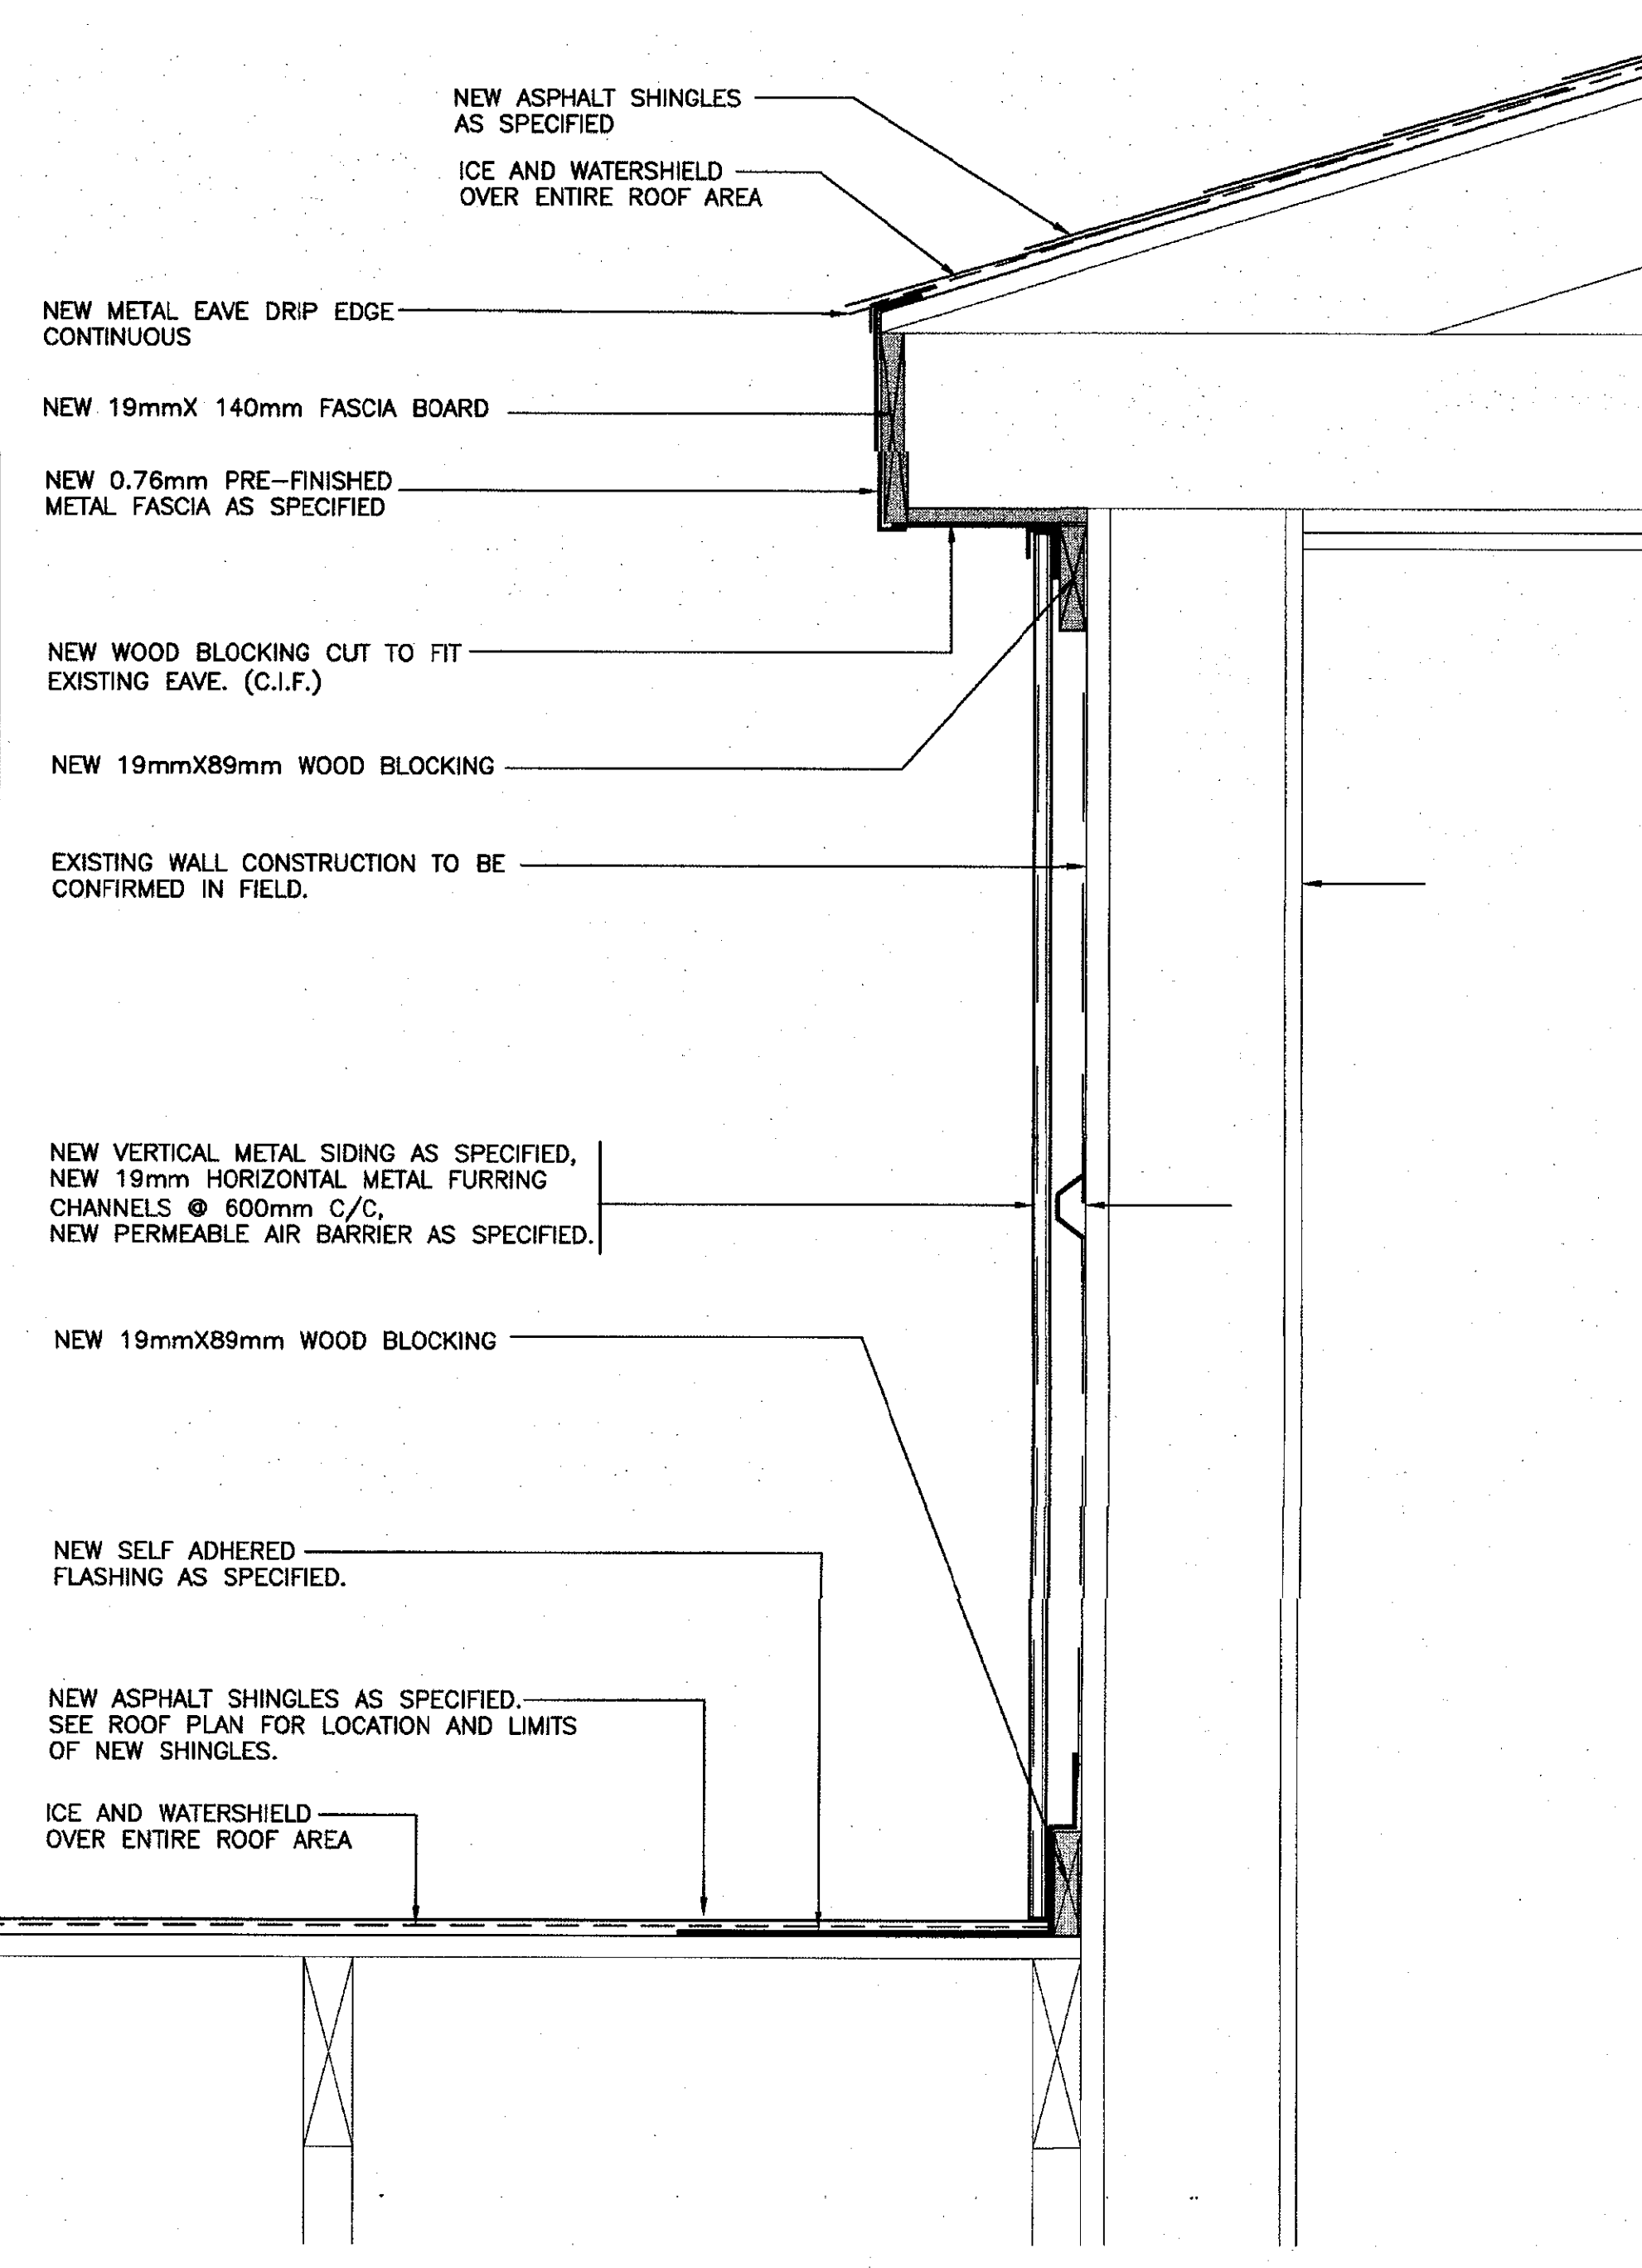 NEW ASPHALT SHINGLES
AS SPECIFIED
ICE AND WATERSHIELD
OVER ENTIRE ROOF AREA
NEW METAL EAVE DRIP EDGE
CONTINUOUS
NEW 19mmX 140mm FASCIA BOARD
NEW 0.76mm PRE-FINISHED
METAL FASCIA AS SPECIFIED
NEW WOOD BLOCKING CUT TO FIT
EXISTING EAVE. (C.I.F.)
NEW 19mmX89mm WOOD BLOCKING
EXISTING WALL CONSTRUCTION TO BE
CONFIRMED IN FIELD.
NEW VERTICAL METAL SIDING AS SPECIFIED,
NEW 19mm HORIZONTAL METAL FURRING
CHANNELS @ 600mm C/C,
NEW PERMEABLE AIR BARRIER AS SPECIFIED.
NEW 19mmX89mm WOOD BLOCKING
NEW SELF ADHERED
FLASHING AS SPECIFIED.
NEW ASPHALT SHINGLES AS SPECIFIED.
SEE ROOF PLAN FOR LOCATION AND LIMITS
OF NEW SHINGLES.
ICE AND WATERSHIELD
OVER ENTIRE ROOF AREA